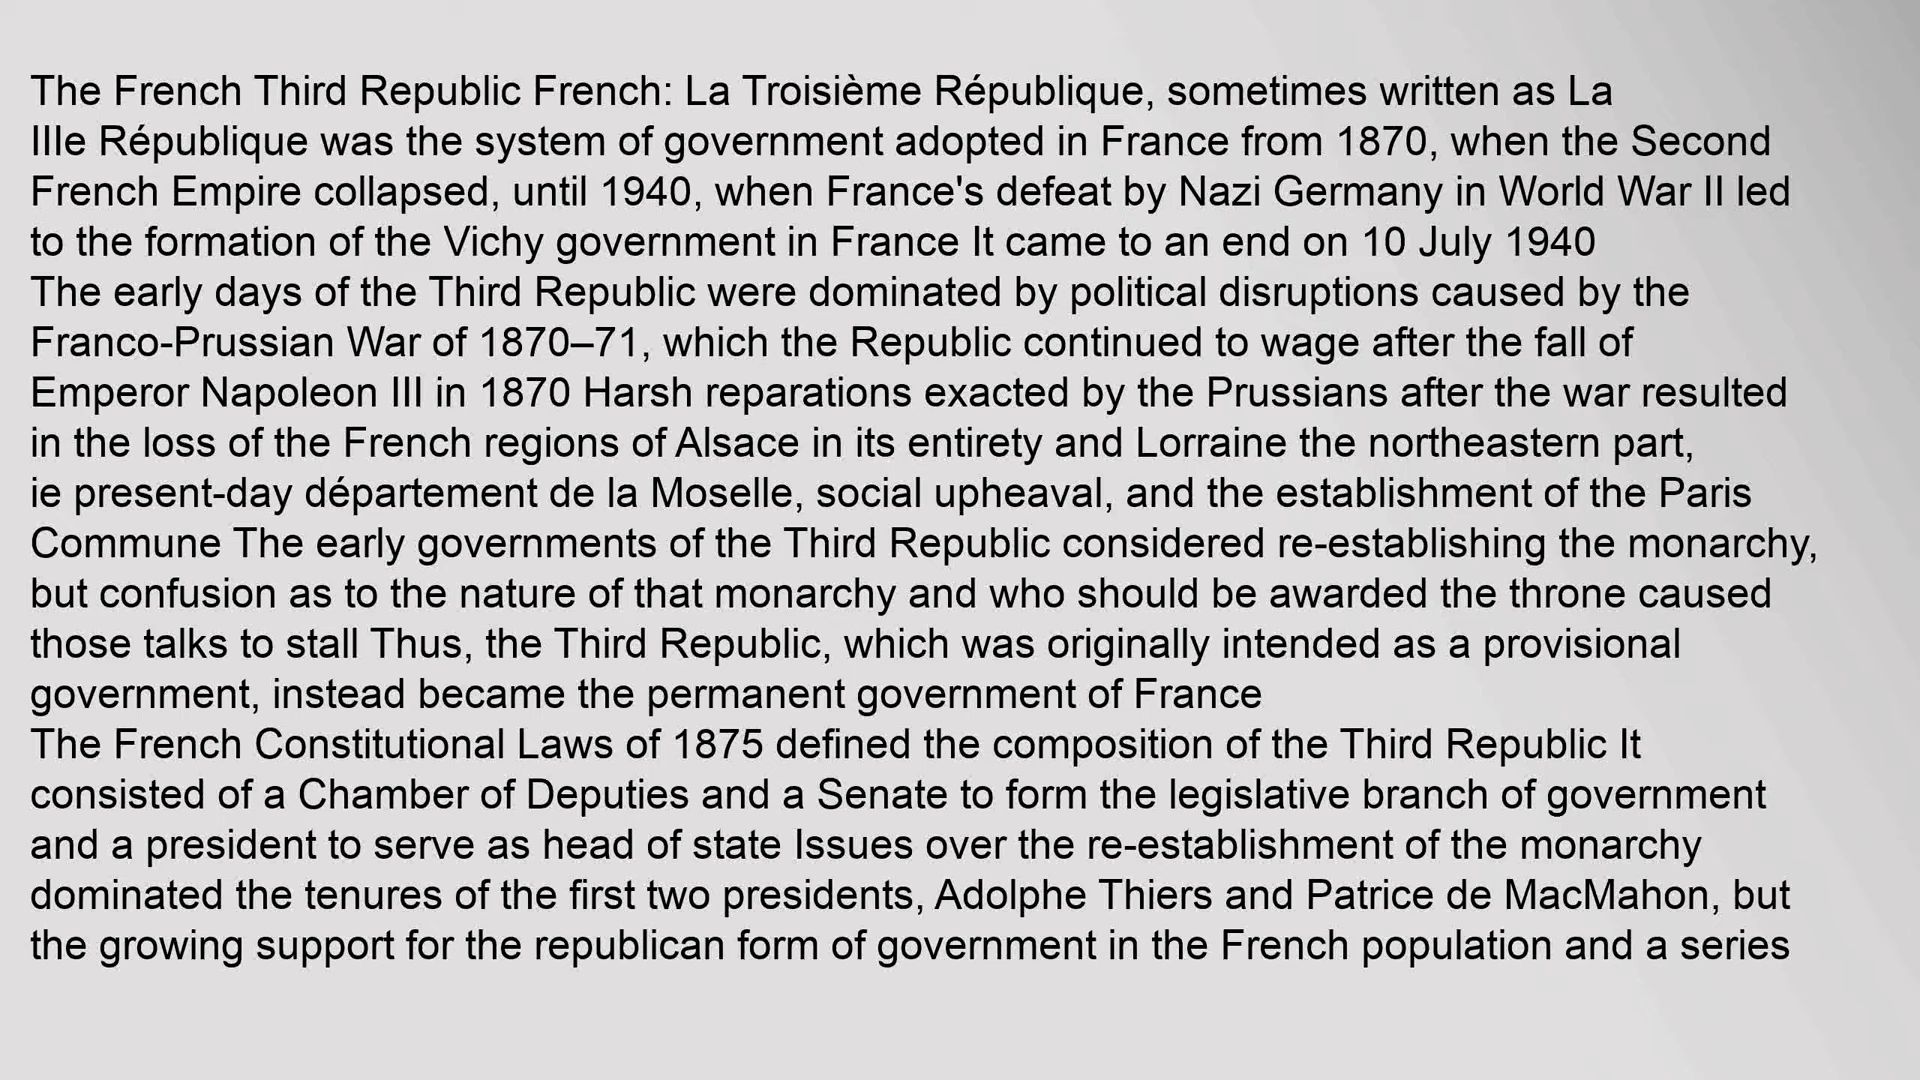 The French Third Republic French: La Troisième République, sometimes written as La
IIIe République was the system of government adopted in France from 1870, when the Second
French Empire collapsed, until 1940, when France's defeat by Nazi Germany in World War II led
to the formation of the Vichy government in France It came to an end on 10 July 1940
The early days of the Third Republic were dominated by political disruptions caused by the
Franco-Prussian War of 1870–71, which the Republic continued to wage after the fall of
Emperor Napoleon III in 1870 Harsh reparations exacted by the Prussians after the war resulted
in the loss of the French regions of Alsace in its entirety and Lorraine the northeastern part,
ie present-day département de la Moselle, social upheaval, and the establishment of the Paris
Commune The early governments of the Third Republic considered re-establishing the monarchy,
but confusion as to the nature of that monarchy and who should be awarded the throne caused
those talks to stall Thus, the Third Republic, which was originally intended as a provisional
government, instead became the permanent government of France
The French Constitutional Laws of 1875 defined the composition of the Third Republic It
consisted of a Chamber of Deputies and a Senate to form the legislative branch of government
and a president to serve as head of state Issues over the re-establishment of the monarchy
dominated the tenures of the first two presidents, Adolphe Thiers and Patrice de MacMahon, but
the growing support for the republican form of government in the French population and a series